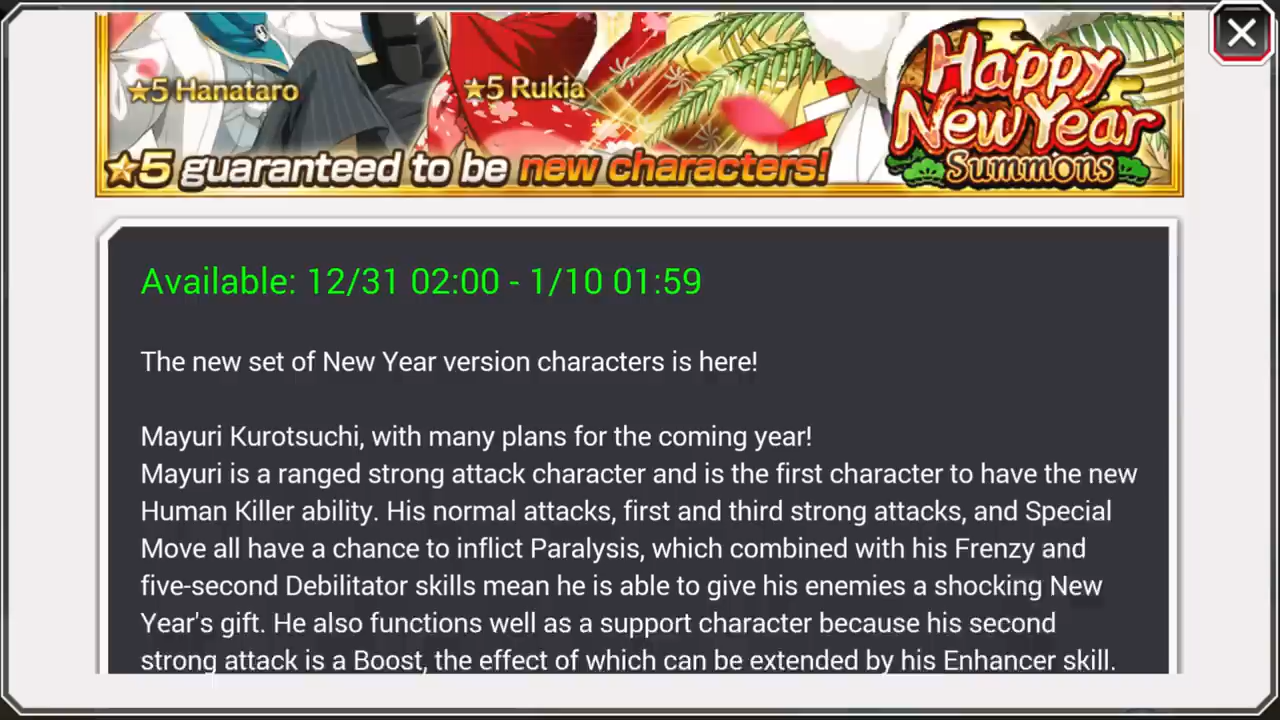 ★5 Hanataro
★5 Rukia
Happy
New Year
Summons
★5 guaranteed to be new characters!
Available: 12/31 02:00 - 1/10 01:59
The new set of New Year version characters is here!
Mayuri Kurotsuchi, with many plans for the coming year!
Mayuri is a ranged strong attack character and is the first character to have the new
Human Killer ability. His normal attacks, first and third strong attacks, and Special
Move all have a chance to inflict Paralysis, which combined with his Frenzy and
five-second Debilitator skills mean he is able to give his enemies a shocking New
Year's gift. He also functions well as a support character because his second
strong attack is a Boost, the effect of which can be extended by his Enhancer skill.